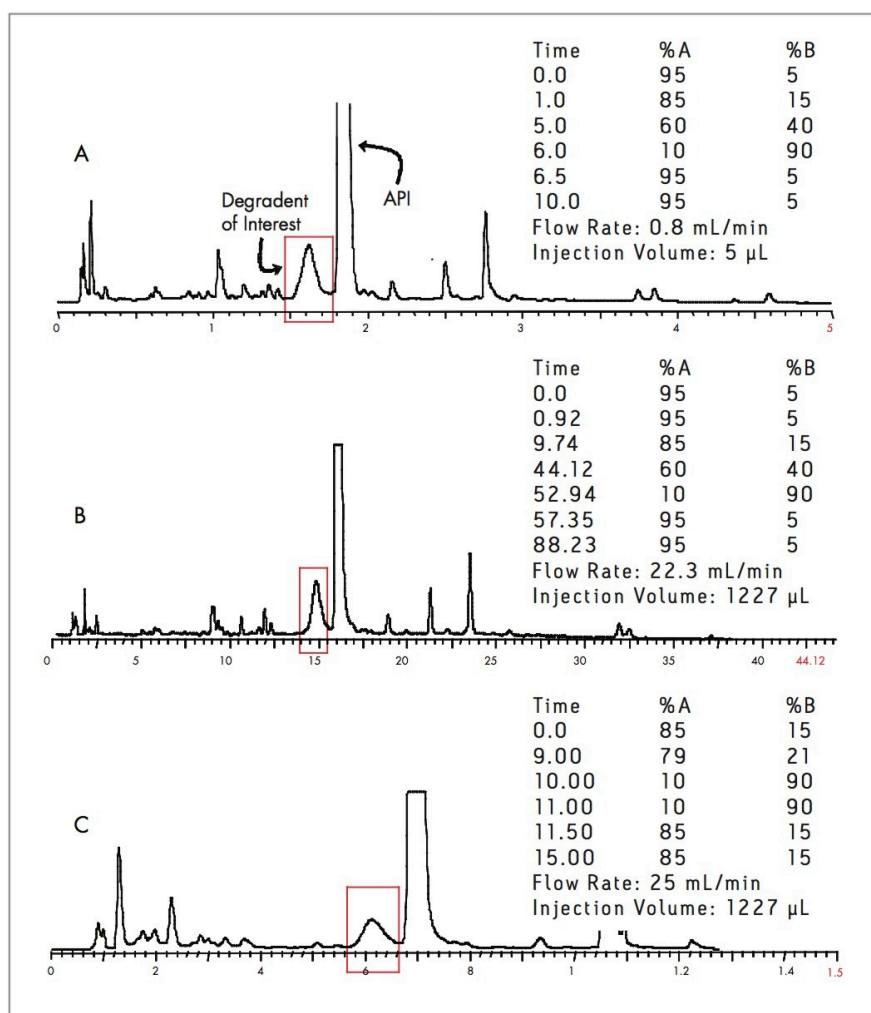 Time %A %B
0.0 95 5
1.0 85 15
5.0 60 40
6.0 10 90
6.5 95 5
10.0 95 5
Flow Rate: 0.8 mL/min
Injection Volume: 5 µL
A
Degradent
of Interest
API
0 1 2 3 4 5
Time %A %B
0.0 95 5
0.92 95 5
9.74 85 15
44.12 60 40
52.94 10 90
57.35 95 5
88.23 95 5
Flow Rate: 22.3 mL/min
Injection Volume: 1227 µL
B
0 5 10 15 20 25 30 35 40 44.12
Time %A %B
0.0 85 15
9.00 79 21
10.00 10 90
11.00 10 90
11.50 85 15
15.00 85 15
Flow Rate: 25 mL/min
Injection Volume: 1227 µL
C
0 2 4 6 8 1 1.2 1.4 1.5